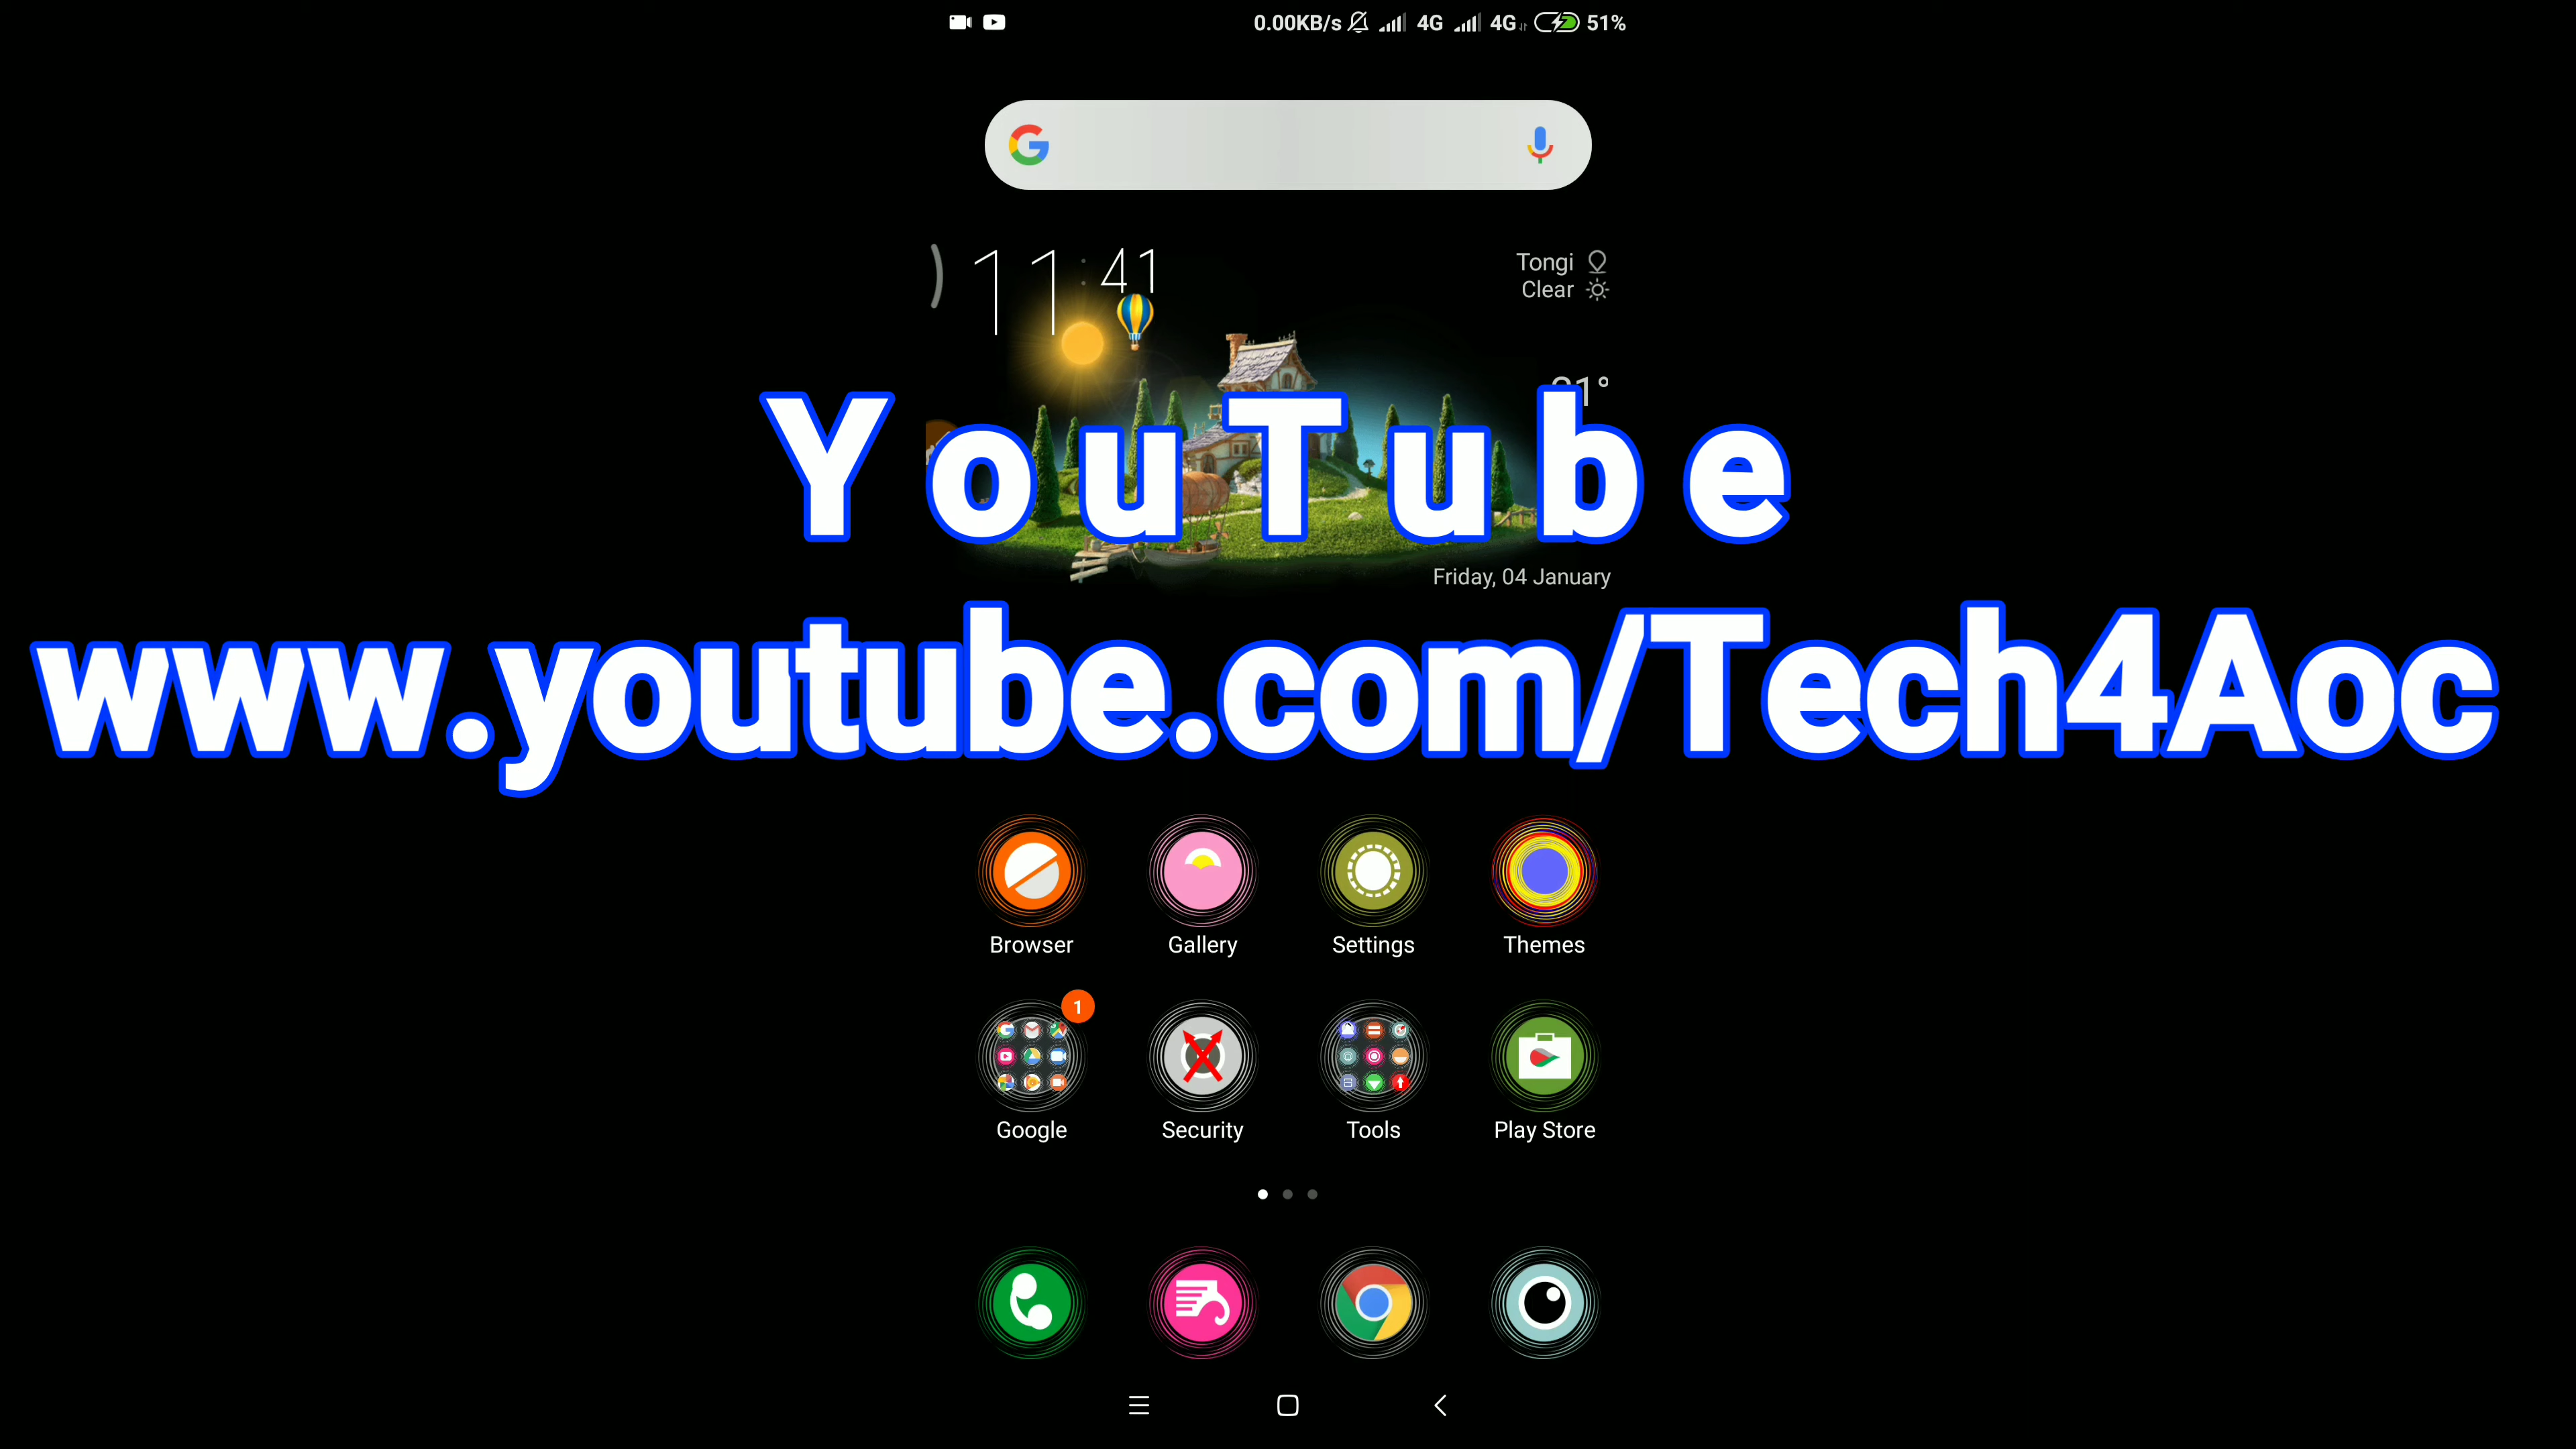 0.00KB/s 4G 4G 51%
11:41
Tongi
Clear
YouTube
Friday, 04 January
www.youtube.com/Tech4Aoc
Browser Gallery Settings Themes
1
Google Security Tools Play Store